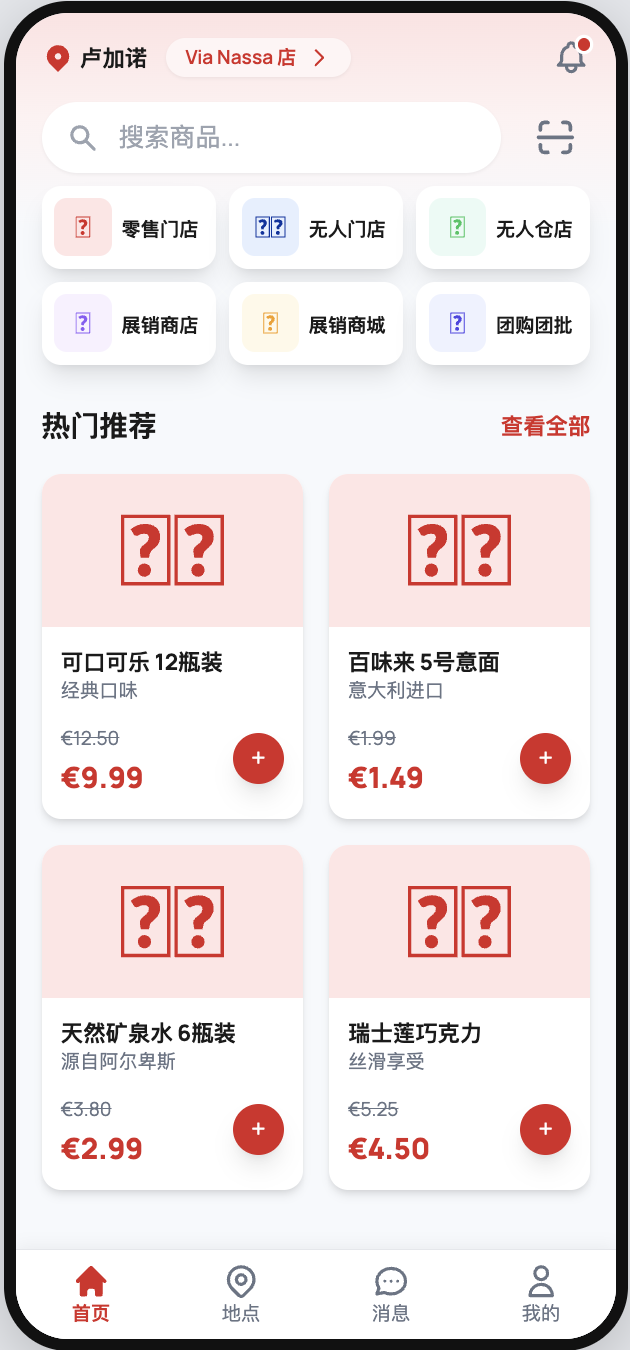 卢加诺 Via Nassa 店
搜索商品...
零售门店 无人门店 无人仓店
展销商店 展销商城 团购团批
热门推荐 查看全部
可口可乐 12瓶装
经典口味
€12.50
€9.99
+
百味来 5号意面
意大利进口
€1.99
€1.49
+
天然矿泉水 6瓶装
源自阿尔卑斯
€3.80
€2.99
+
瑞士莲巧克力
丝滑享受
€5.25
€4.50
+
首页 地点 消息 我的